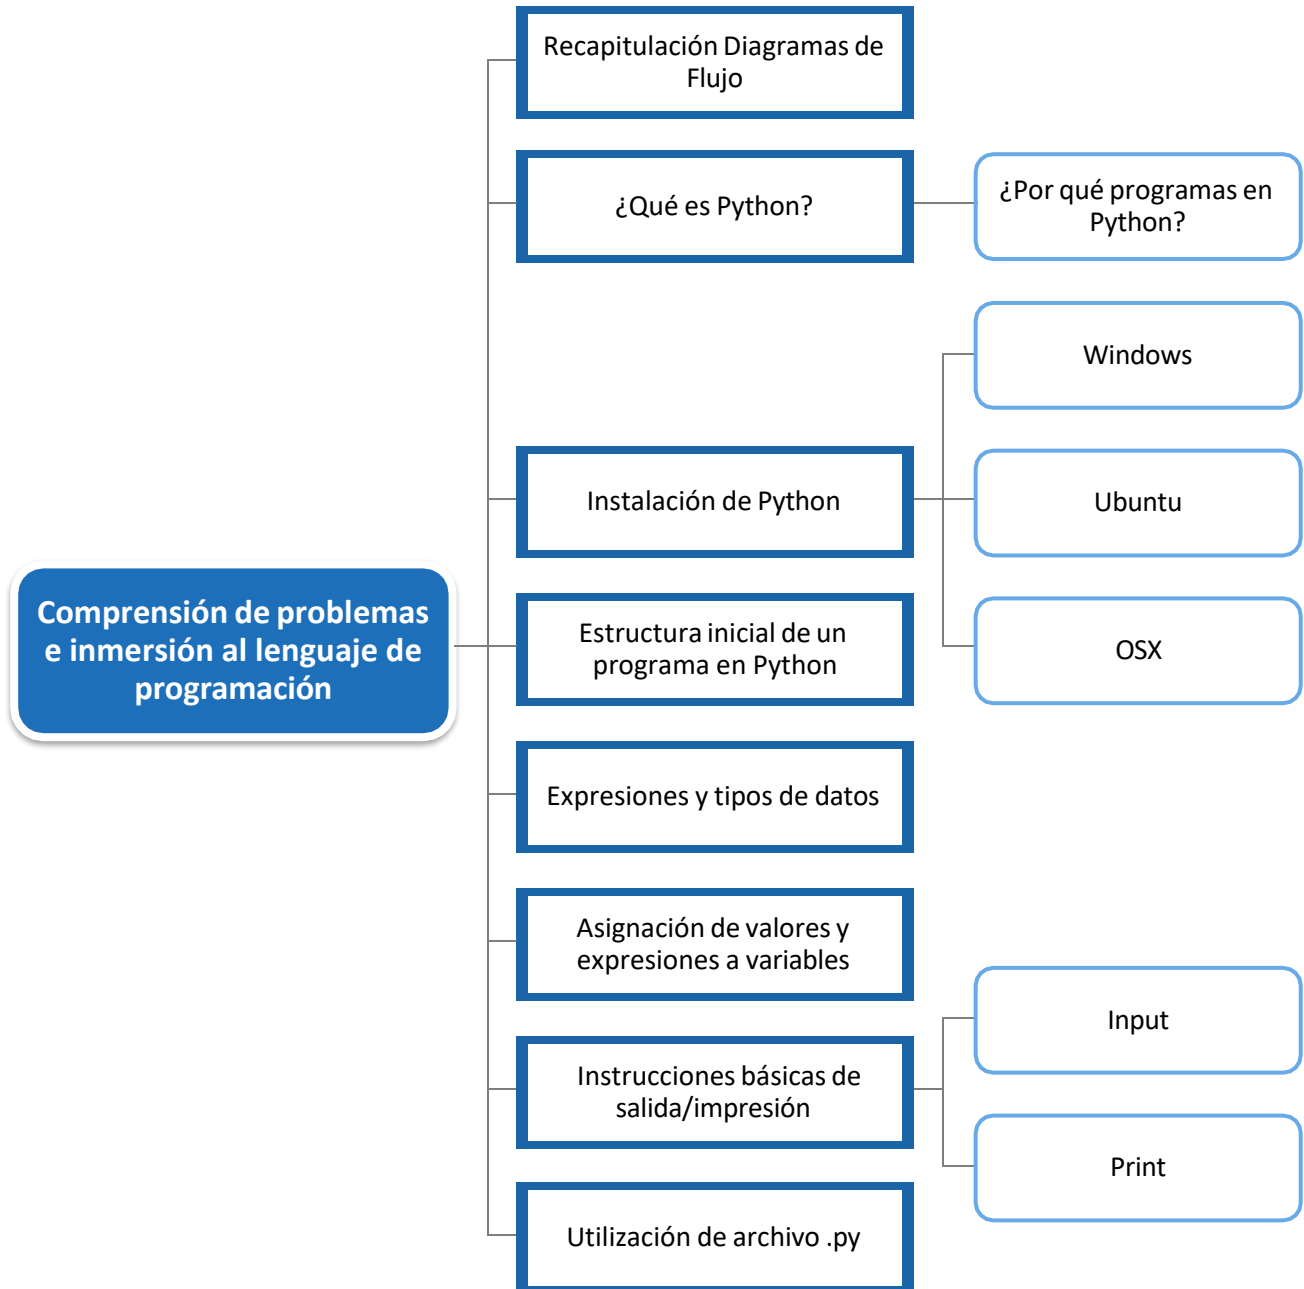 Recapitulación Diagramas de
Flujo
¿Qué es Python?
¿Por qué programas en
Python?
Windows
Instalación de Python
Ubuntu
Comprensión de problemas
e inmersión al lenguaje de
programación
Estructura inicial de un
programa en Python
OSX
Expresiones y tipos de datos
Asignación de valores y
expresiones a variables
Input
Instrucciones básicas de
salida/impresión
Print
Utilización de archivo .py